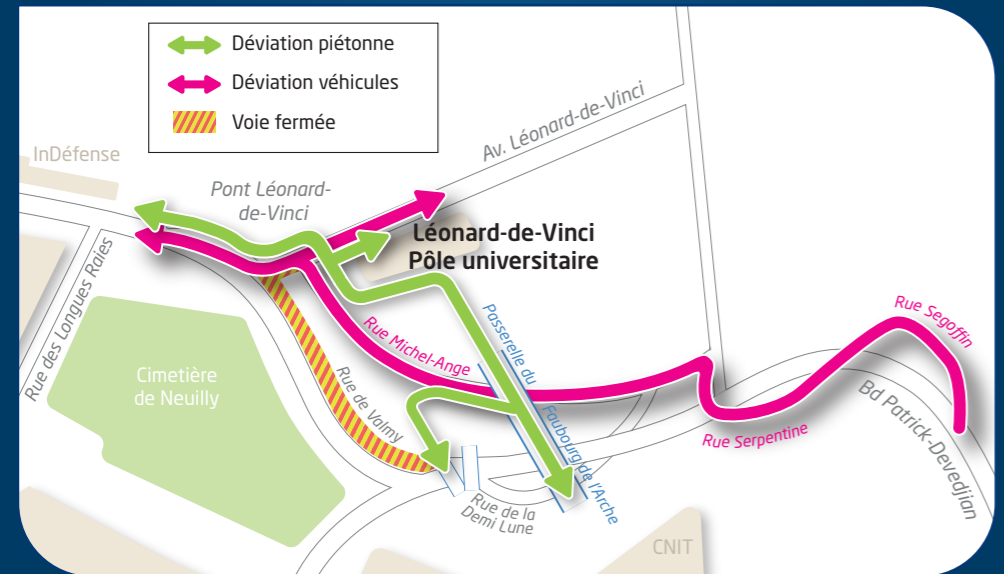 Déviation piétonne
Déviation véhicules
Voie fermée
InDéfense
Pont Léonard-
de-Vinci
Av. Léonard-de-Vinci
Léonard-de-Vinci
Pôle universitaire
Rue des Longues Raies
Cimetière
de Neuilly
Rue de Valmy
Rue Michel-Ange
Passerelle du
Faubourg de l'Arche
Rue Segoffin
Rue Serpentine
Bd Patrick-Devedjian
Rue de la
Demi Lune
CNIT